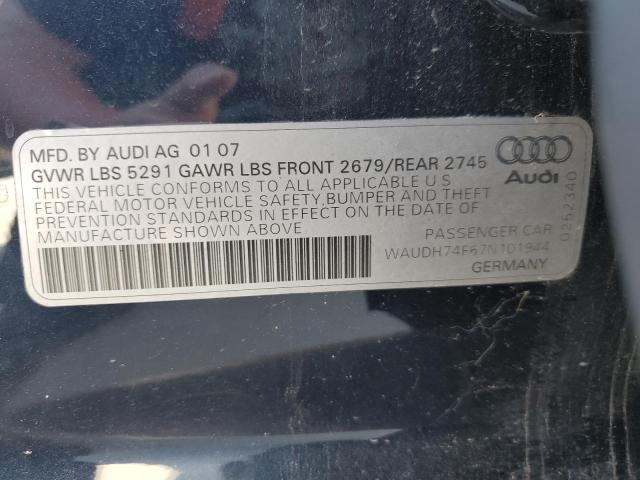 MFD. BY AUDI AG 01 07
GVWR LBS 5291 GAWR LBS FRONT 2679/REAR 2745
THIS VEHICLE CONFORMS TO ALL APPLICABLE U S
FEDERAL MOTOR VEHICLE SAFETY, BUMPER AND THEFT
PREVENTION STANDARDS IN EFFECT ON THE DATE OF
MANUFACTURE SHOWN ABOVE
Audi
0252340
PASSENGER CAR
WAUDH74F67N101944
GERMANY